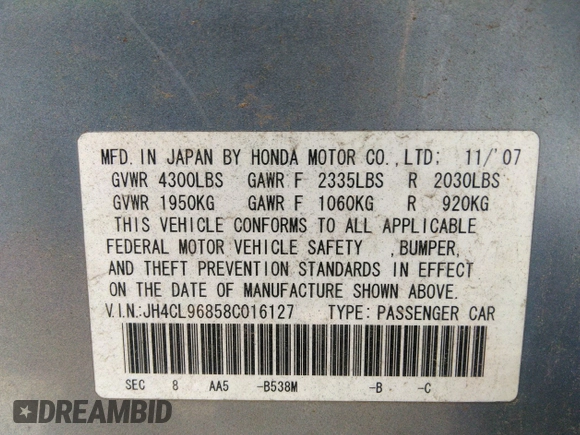 MFD. IN JAPAN BY HONDA MOTOR CO., LTD; 11/'07
GVWR 4300LBS GAWR F 2335LBS R 2030LBS
GVWR 1950KG GAWR F 1060KG R 920KG
THIS VEHICLE CONFORMS TO ALL APPLICABLE
FEDERAL MOTOR VEHICLE SAFETY ,BUMPER,
AND THEFT PREVENTION STANDARDS IN EFFECT
ON THE DATE OF MANUFACTURE SHOWN ABOVE.
V.I.N:JH4CL96858C016127 TYPE: PASSENGER CAR
SEC 8 AA5 -B538M -B -C
DREAMBID